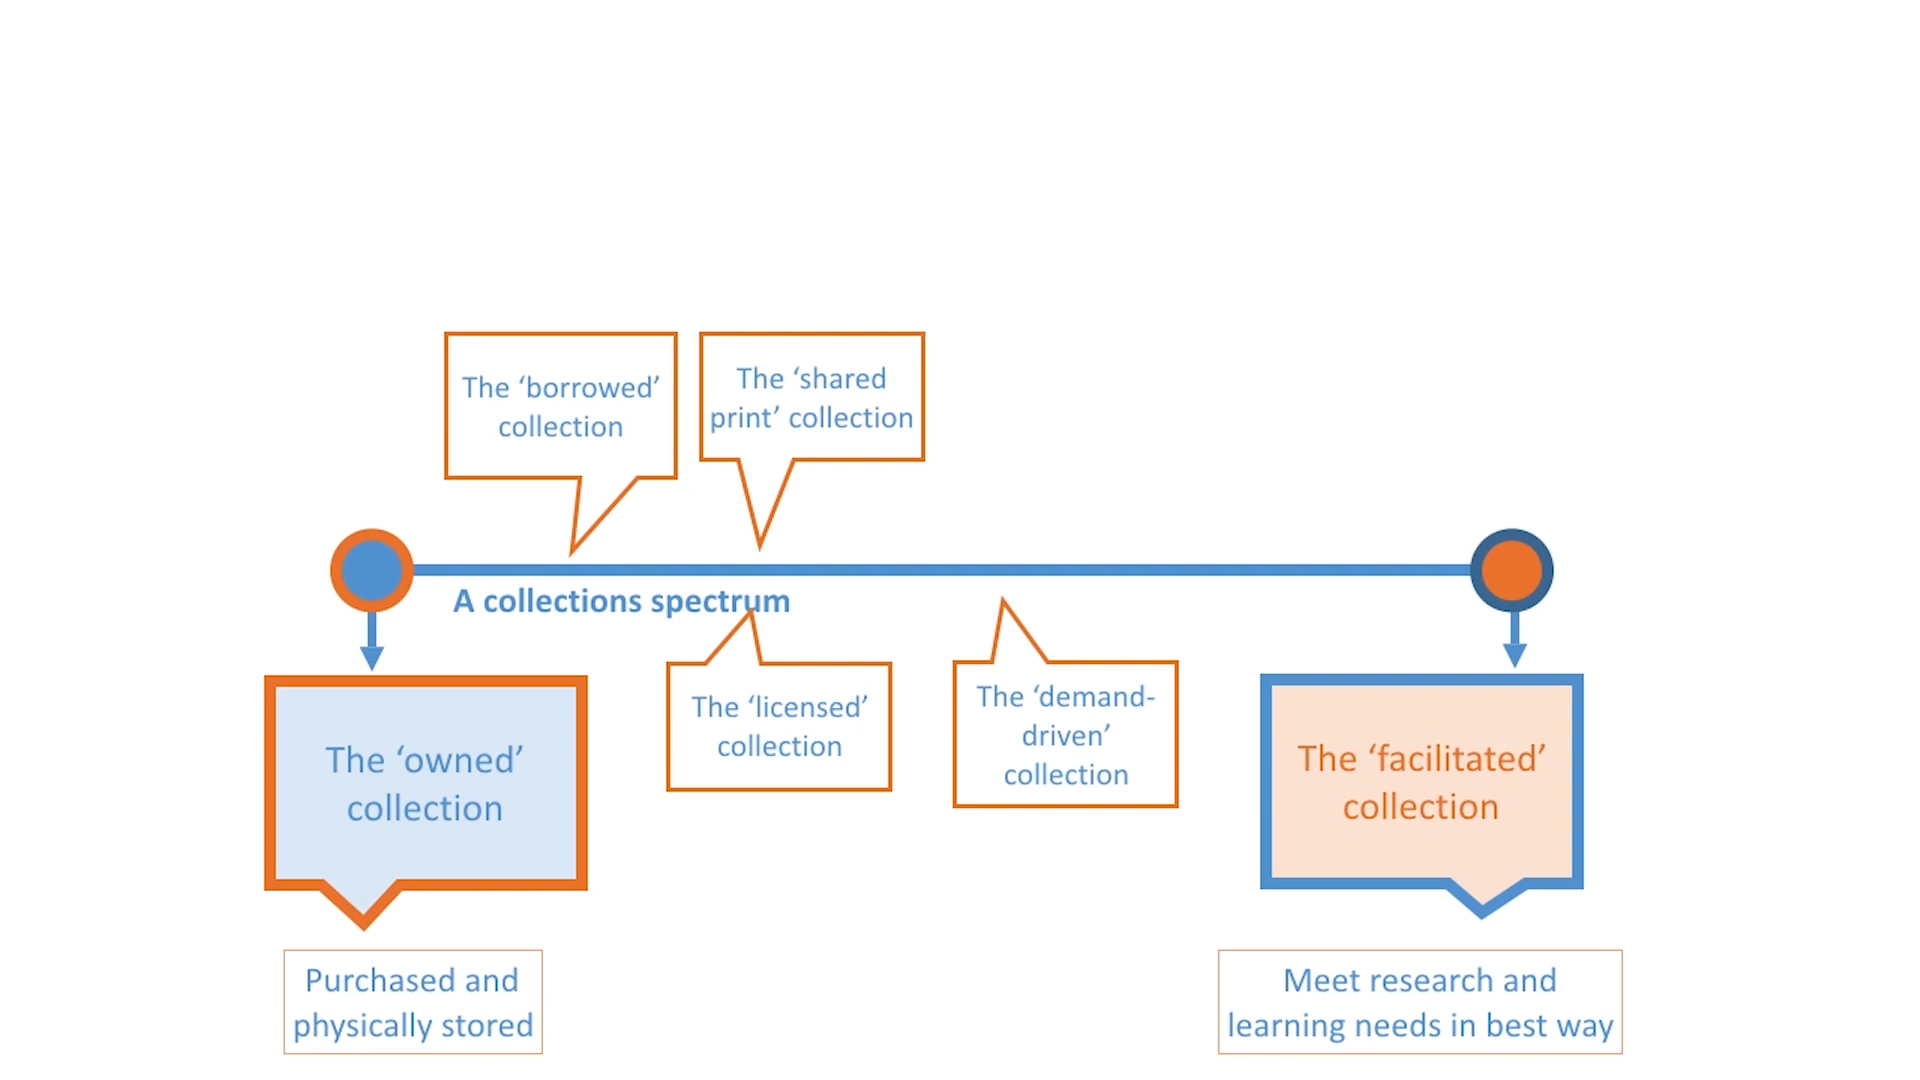 The ‘borrowed’
collection
The ‘shared
print’ collection
A collections spectrum
The ‘licensed’
collection
The ‘demand-
driven’
collection
The ‘owned’
collection
The ‘facilitated’
collection
Purchased and
physically stored
Meet research and
learning needs in best way